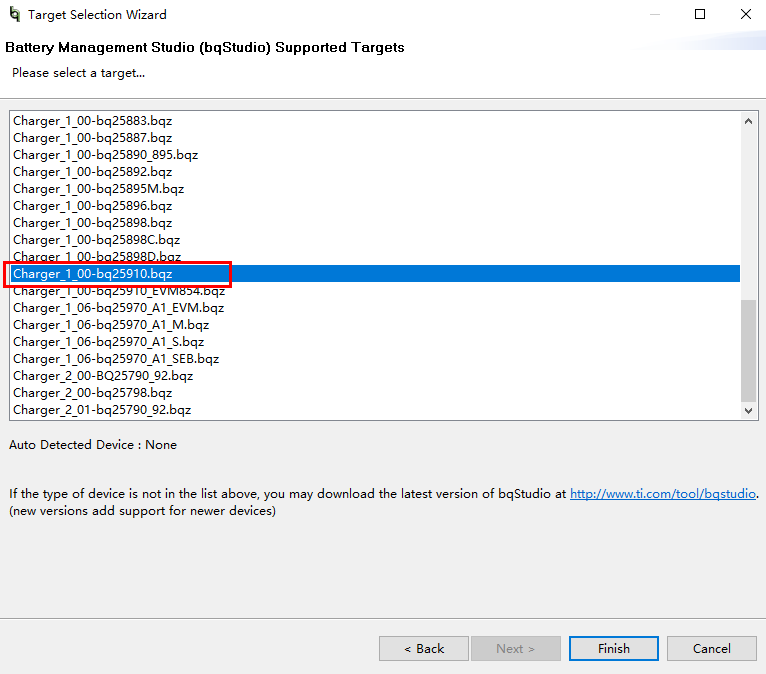 Target Selection Wizard
Battery Management Studio (bqStudio) Supported Targets
Please select a target...
Charger_1_00-bq25883.bqz
Charger_1_00-bq25887.bqz
Charger_1_00-bq25890_895.bqz
Charger_1_00-bq25892.bqz
Charger_1_00-bq25895M.bqz
Charger_1_00-bq25896.bqz
Charger_1_00-bq25898.bqz
Charger_1_00-bq25898C.bqz
Charger_1_00-bq25898D.bqz
Charger_1_00-bq25910.bqz
Charger_1_00-bq25910_EVM854.bqz
Charger_1_06-bq25970_A1_EVM.bqz
Charger_1_06-bq25970_A1_M.bqz
Charger_1_06-bq25970_A1_S.bqz
Charger_1_06-bq25970_A1_SEB.bqz
Charger_2_00-BQ25790_92.bqz
Charger_2_00-bq25798.bqz
Charger_2_01-bq25790_92.bqz
Auto Detected Device : None
If the type of device is not in the list above, you may download the latest version of bqStudio at http://www.ti.com/tool/bqstudio.
(new versions add support for newer devices)
< Back Next > Finish Cancel